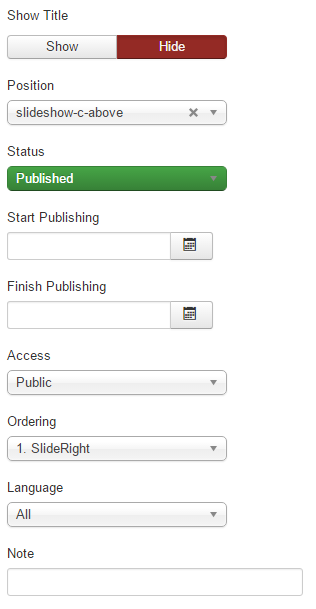 Show Title
Show Hide
Position
slideshow-c-above
Status
Published
Start Publishing
Finish Publishing
Access
Public
Ordering
1. SlideRight
Language
All
Note